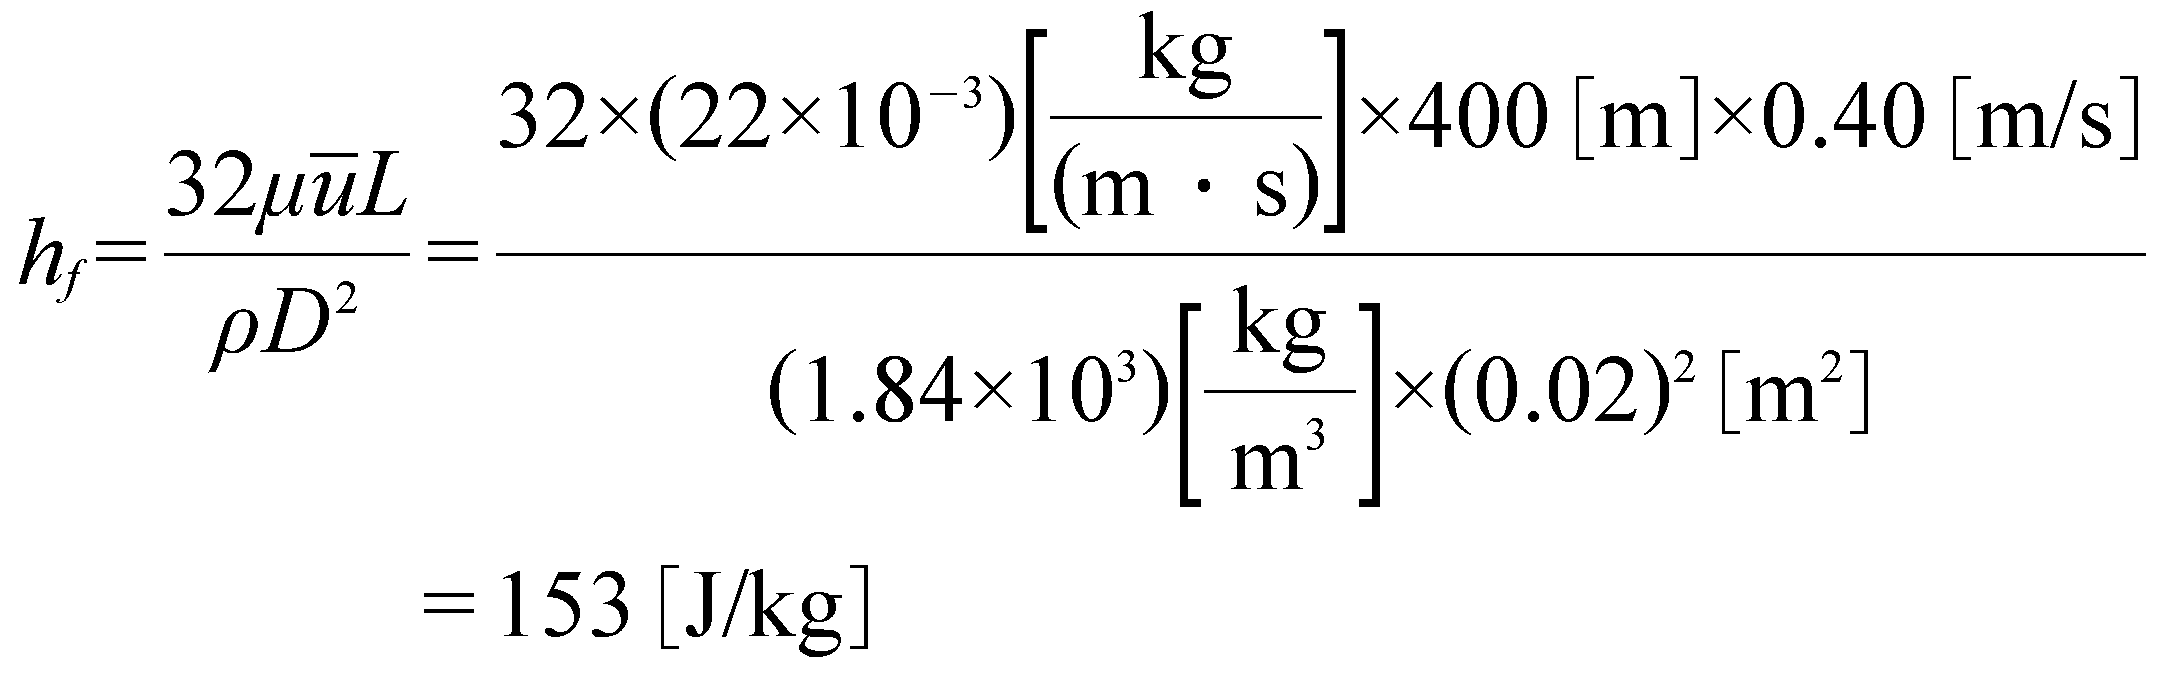 h_f = 32μu̅L / ρD² = 32×(22×10⁻³)[kg/(m · s)]×400 [m]×0.40 [m/s] / (1.84×10³)[kg/m³]×(0.02)² [m²]
= 153 [J/kg]